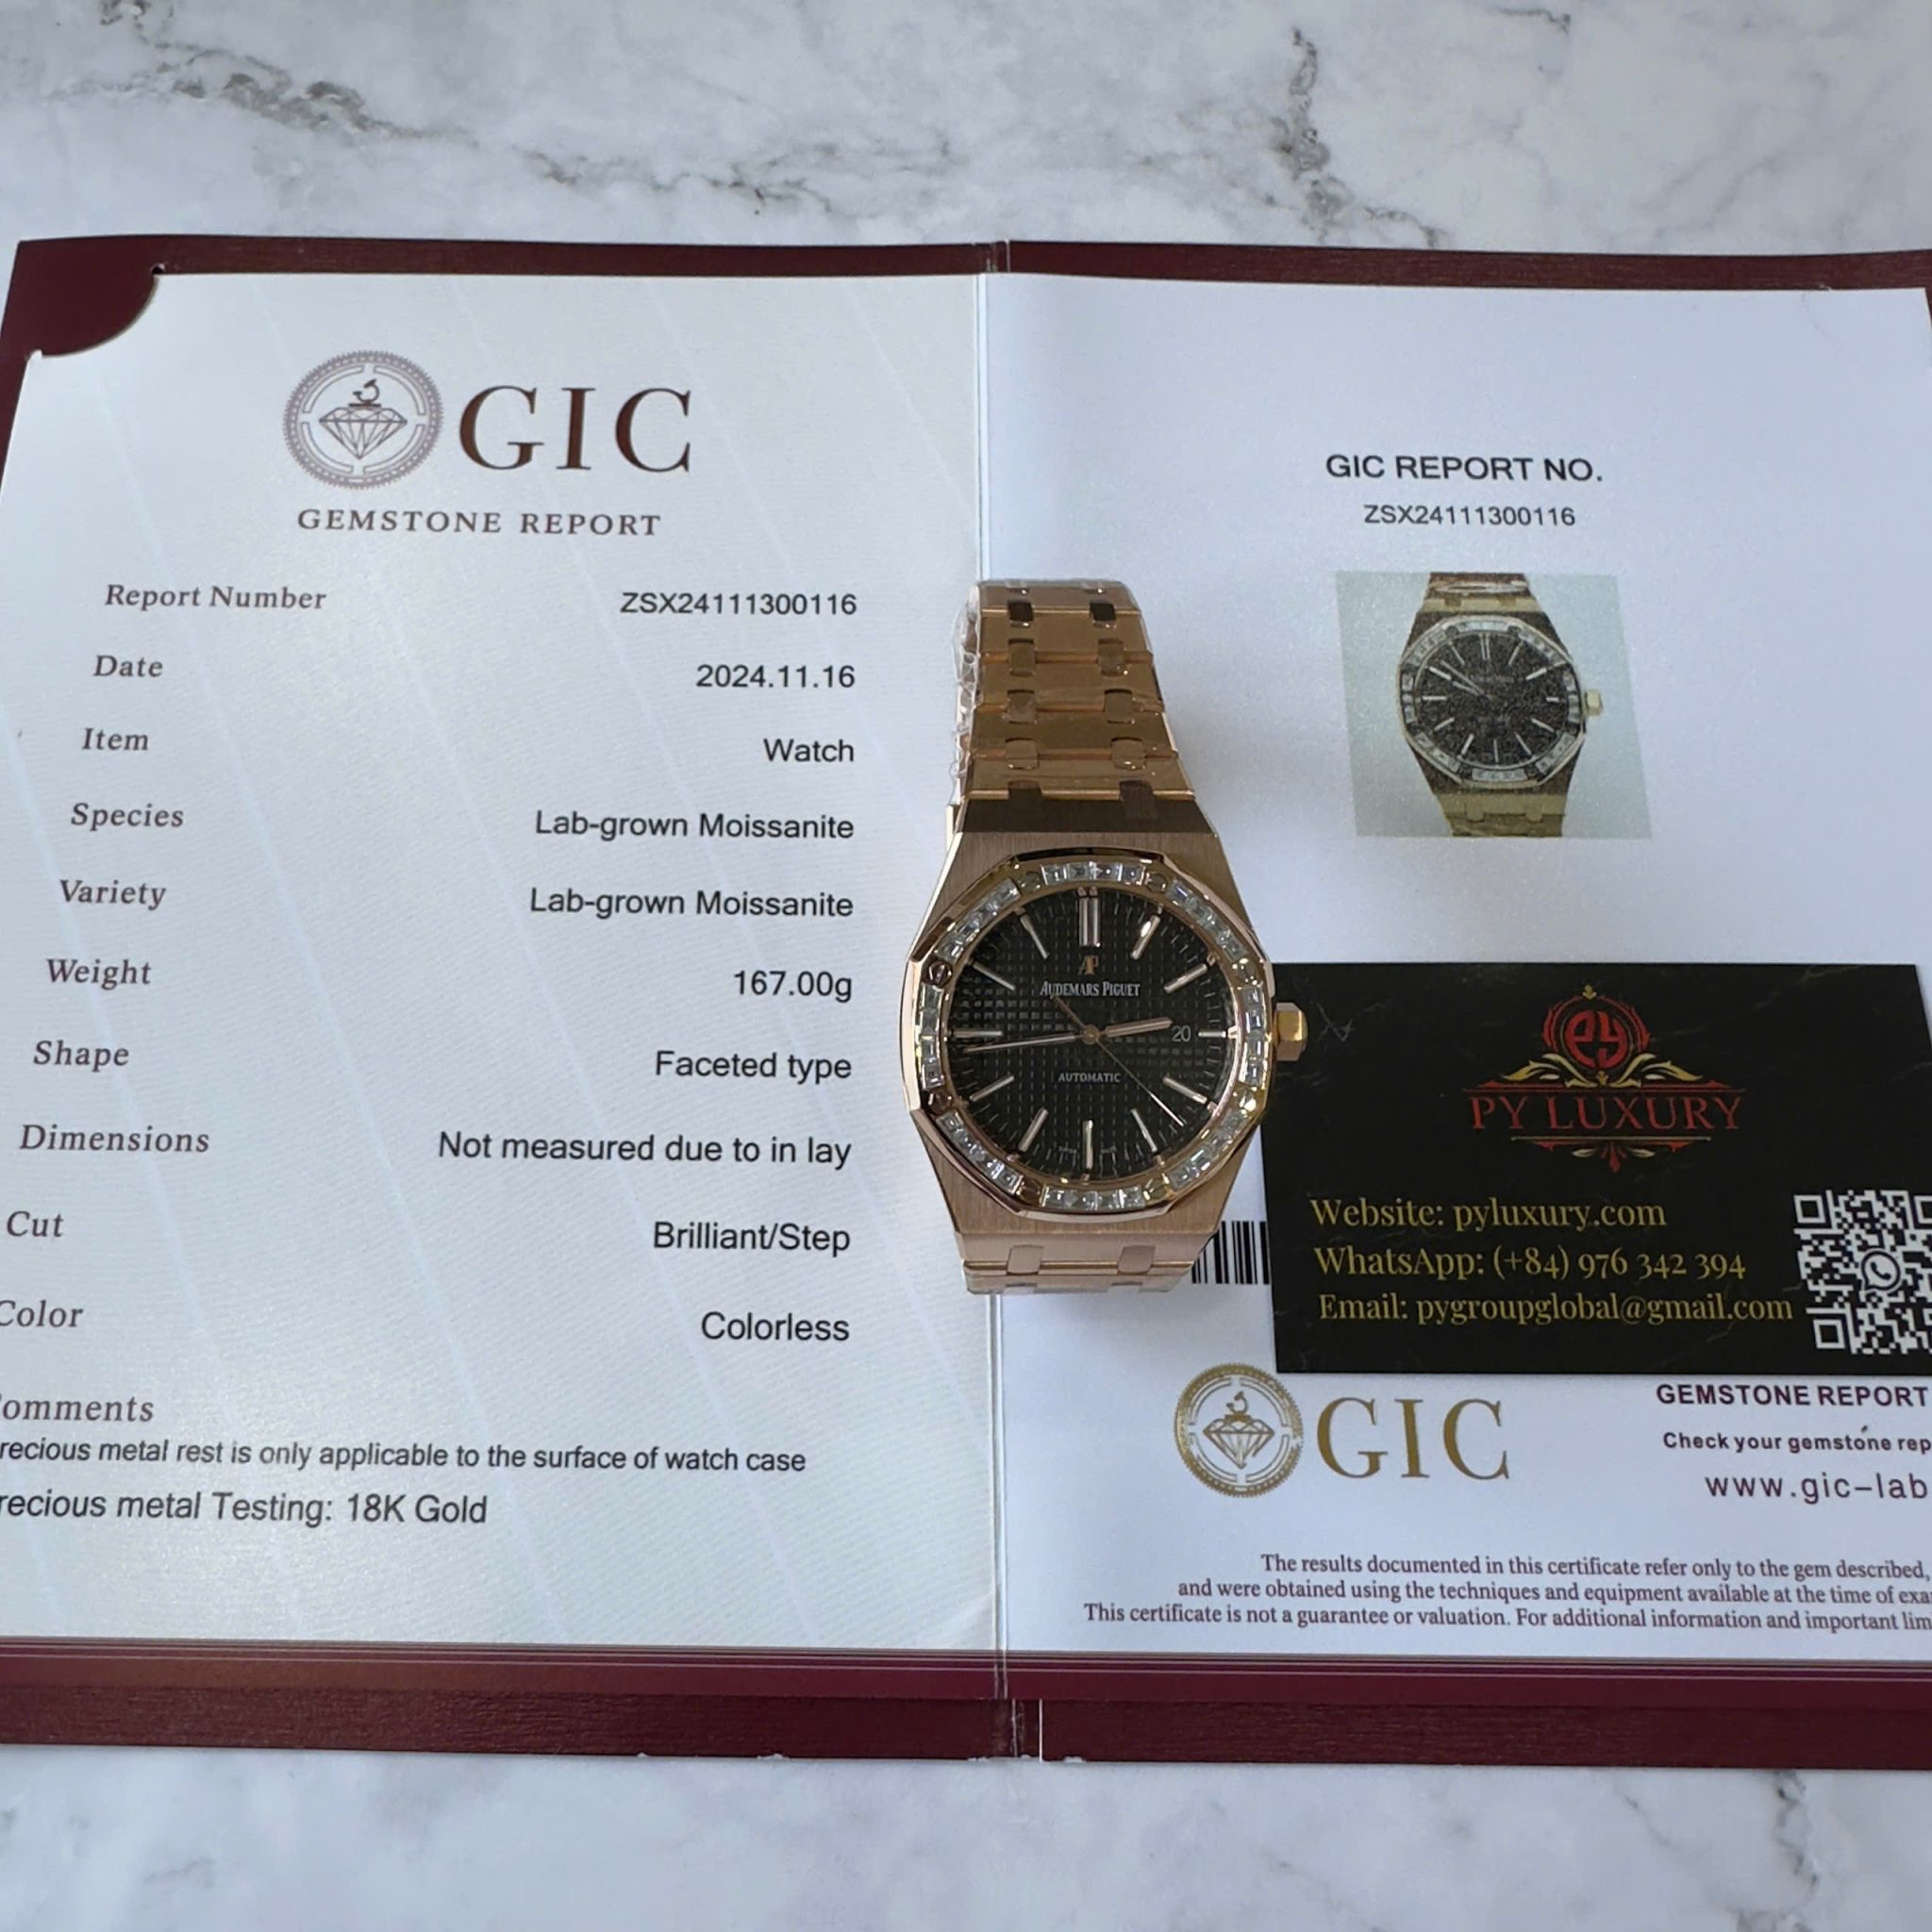 GIC
GEMSTONE REPORT
Report Number ZSX24111300116
Date 2024.11.16
Item Watch
Species Lab-grown Moissanite
Variety Lab-grown Moissanite
Weight 167.00g
Shape Faceted type
Dimensions Not measured due to in lay
Cut Brilliant/Step
Color Colorless
omments
recious metal rest is only applicable to the surface of watch case
recious metal Testing: 18K Gold
GIC REPORT NO.
ZSX24111300116
AP
AUDEMARS PIGUET
20
AUTOMATIC
PY
PY LUXURY
Website: pyluxury.com
WhatsApp: (+84) 976 342 394
Email: pygroupglobal@gmail.com
GIC
GEMSTONE REPORT
Check your gemstone rep
www.gic-lab
The results documented in this certificate refer only to the gem described,
and were obtained using the techniques and equipment available at the time of exa
This certificate is not a guarantee or valuation. For additional information and important lim